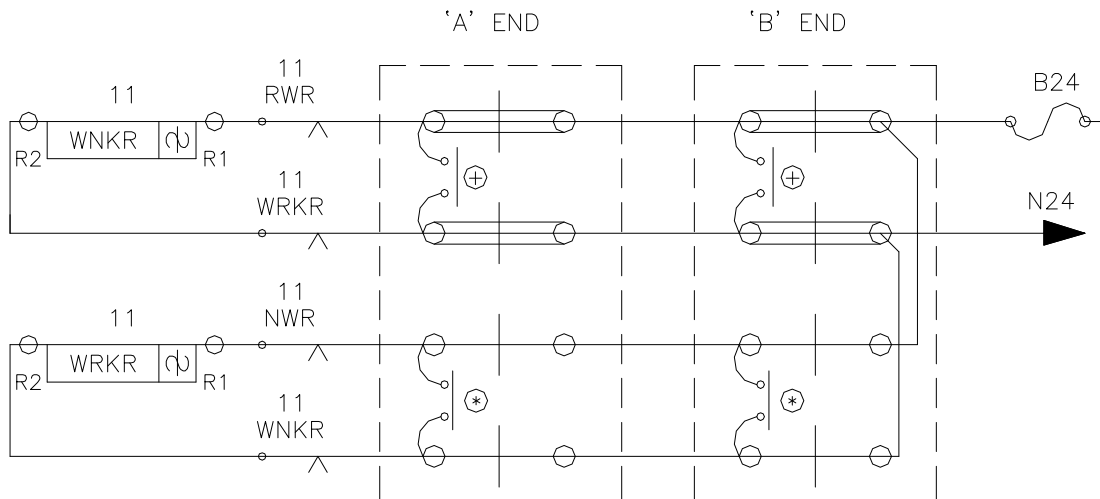 'A' END
'B' END
11
RWR
11
B24
WNKR
R2
R1
11
WRKR
N24
11
NWR
11
WRKR
R2
R1
11
WNKR